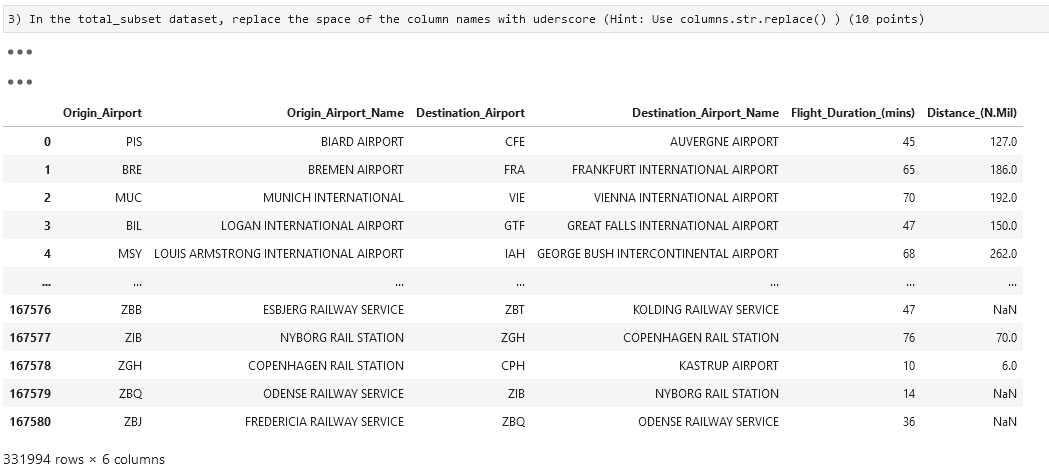 3) In the total_subset dataset, replace the space of the column names with uderscore (Hint: Use columns.str.replace() ) (10 points)
•••
•••
Origin_Airport Origin_Airport_Name Destination_Airport Destination_Airport_Name Flight_Duration_(mins) Distance_(N.Mil)
0 PIS BIARD AIRPORT CFE AUVERGNE AIRPORT 45 127.0
1 BRE BREMEN AIRPORT FRA FRANKFURT INTERNATIONAL AIRPORT 65 186.0
2 MUC MUNICH INTERNATIONAL VIE VIENNA INTERNATIONAL AIRPORT 70 192.0
3 BIL LOGAN INTERNATIONAL AIRPORT GTF GREAT FALLS INTERNATIONAL AIRPORT 47 150.0
4 MSY LOUIS ARMSTRONG INTERNATIONAL AIRPORT IAH GEORGE BUSH INTERCONTINENTAL AIRPORT 68 262.0
... ... ... ... ... ... ...
167576 ZBB ESBJERG RAILWAY SERVICE ZBT KOLDING RAILWAY SERVICE 47 NaN
167577 ZIB NYBORG RAIL STATION ZGH COPENHAGEN RAIL STATION 76 70.0
167578 ZGH COPENHAGEN RAIL STATION CPH KASTRUP AIRPORT 10 6.0
167579 ZBQ ODENSE RAILWAY SERVICE ZIB NYBORG RAIL STATION 14 NaN
167580 ZBJ FREDERICIA RAILWAY SERVICE ZBQ ODENSE RAILWAY SERVICE 36 NaN
331994 rows × 6 columns